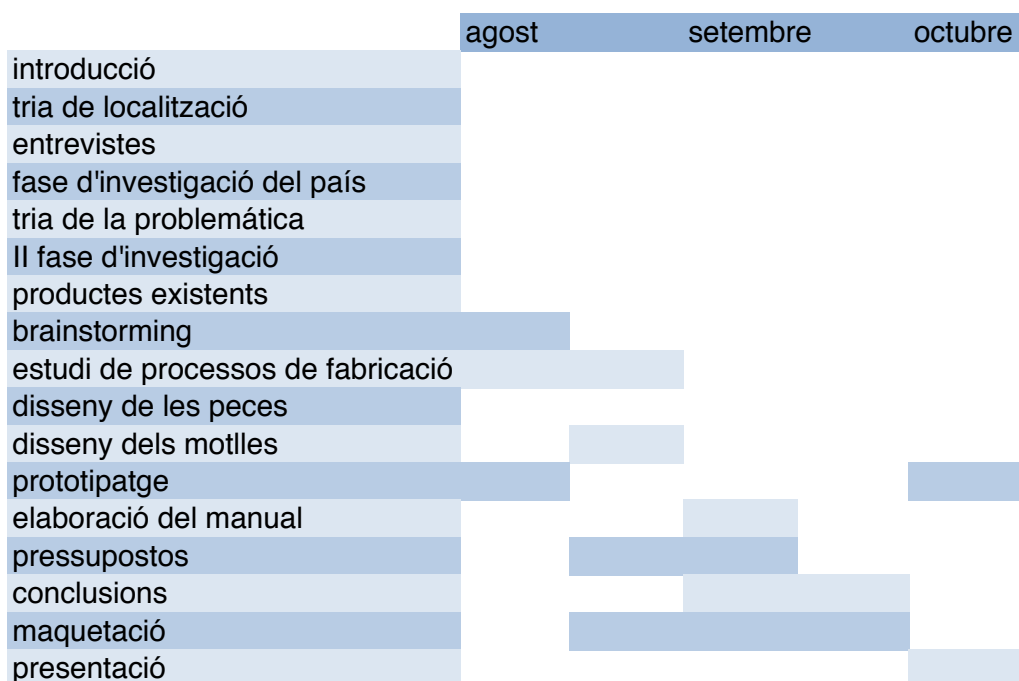 agost setembre octubre
introducció
tria de localització
entrevistes
fase d'investigació del país
tria de la problemática
II fase d'investigació
productes existents
brainstorming
estudi de processos de fabricació
disseny de les peces
disseny dels motlles
prototipatge
elaboració del manual
pressupostos
conclusions
maquetació
presentació